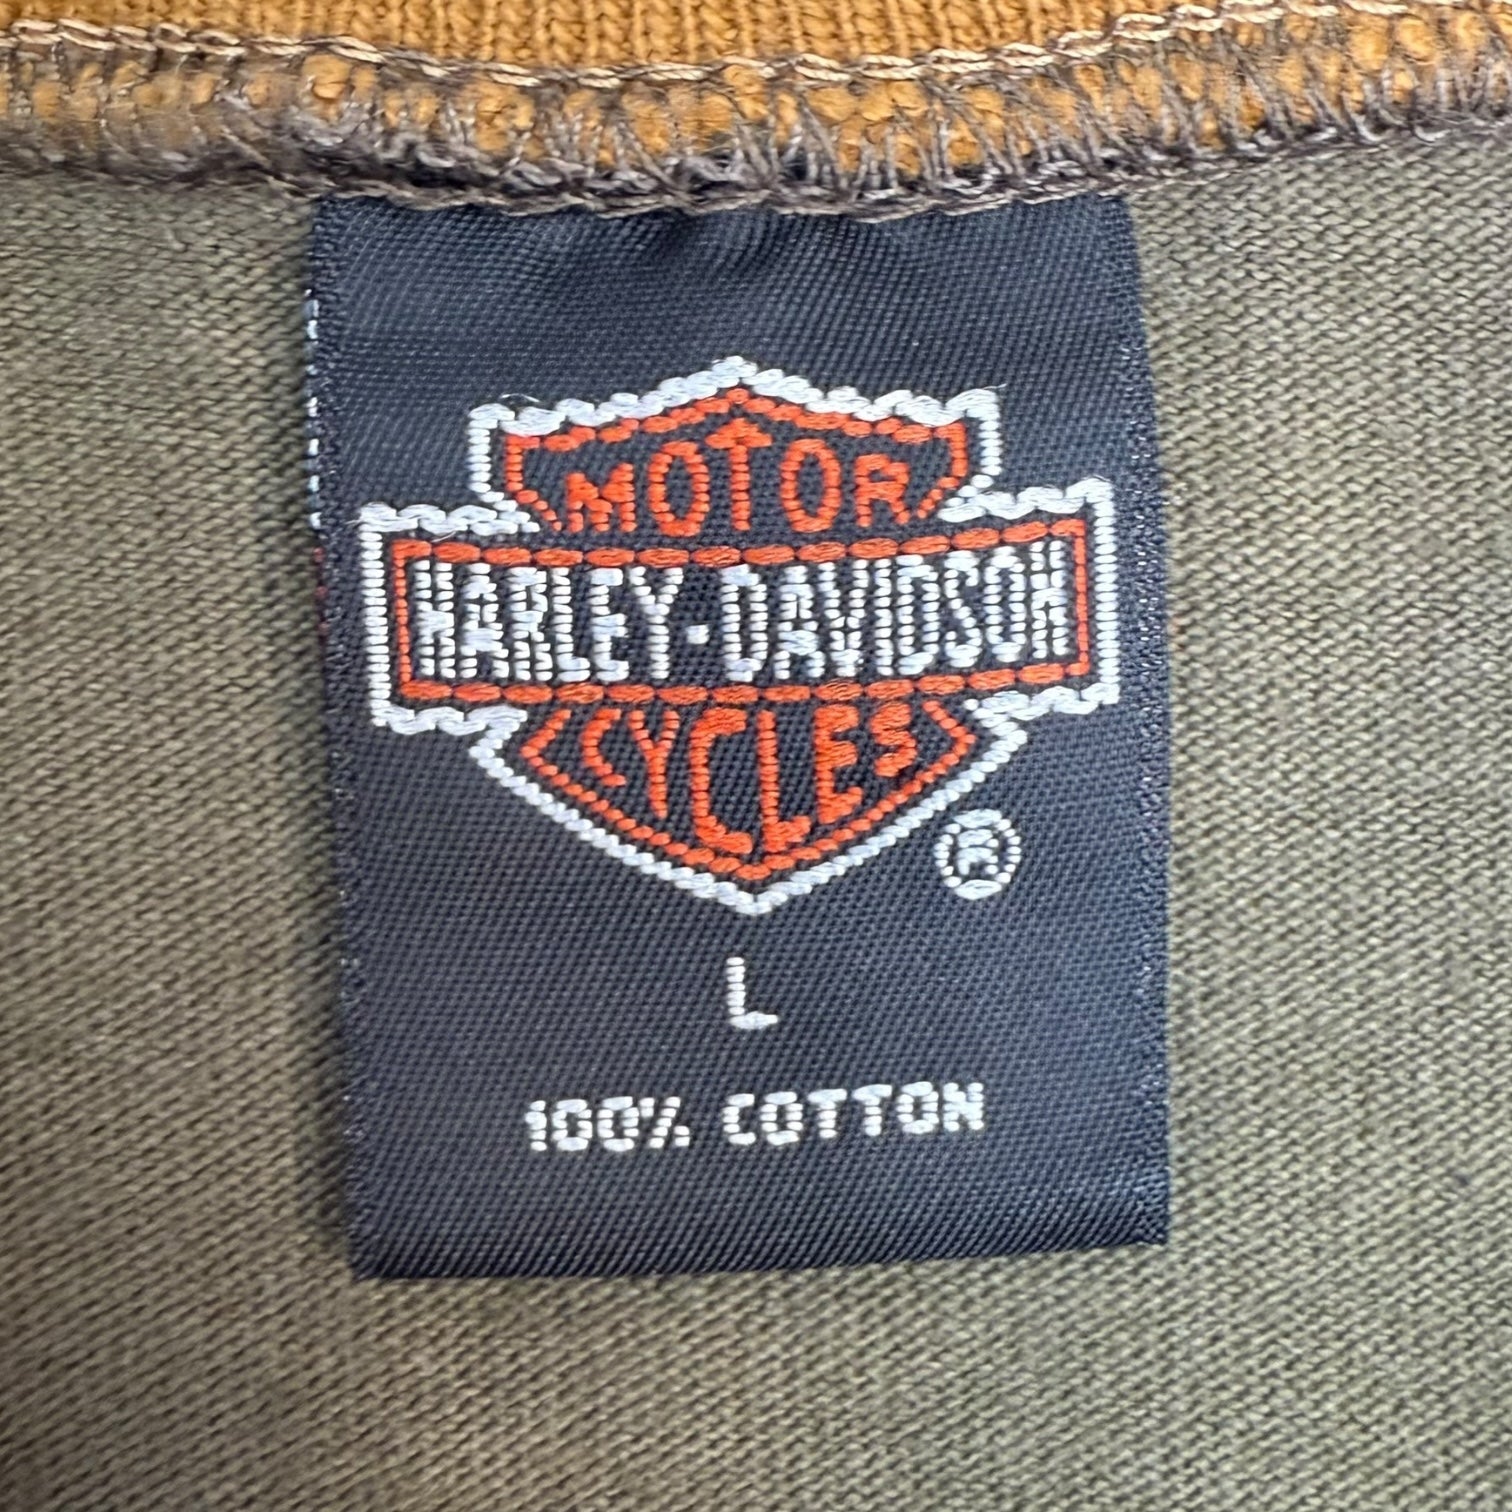 MOTOR
HARLEY-DAVIDSON
CYCLES
®
L
100% COTTON